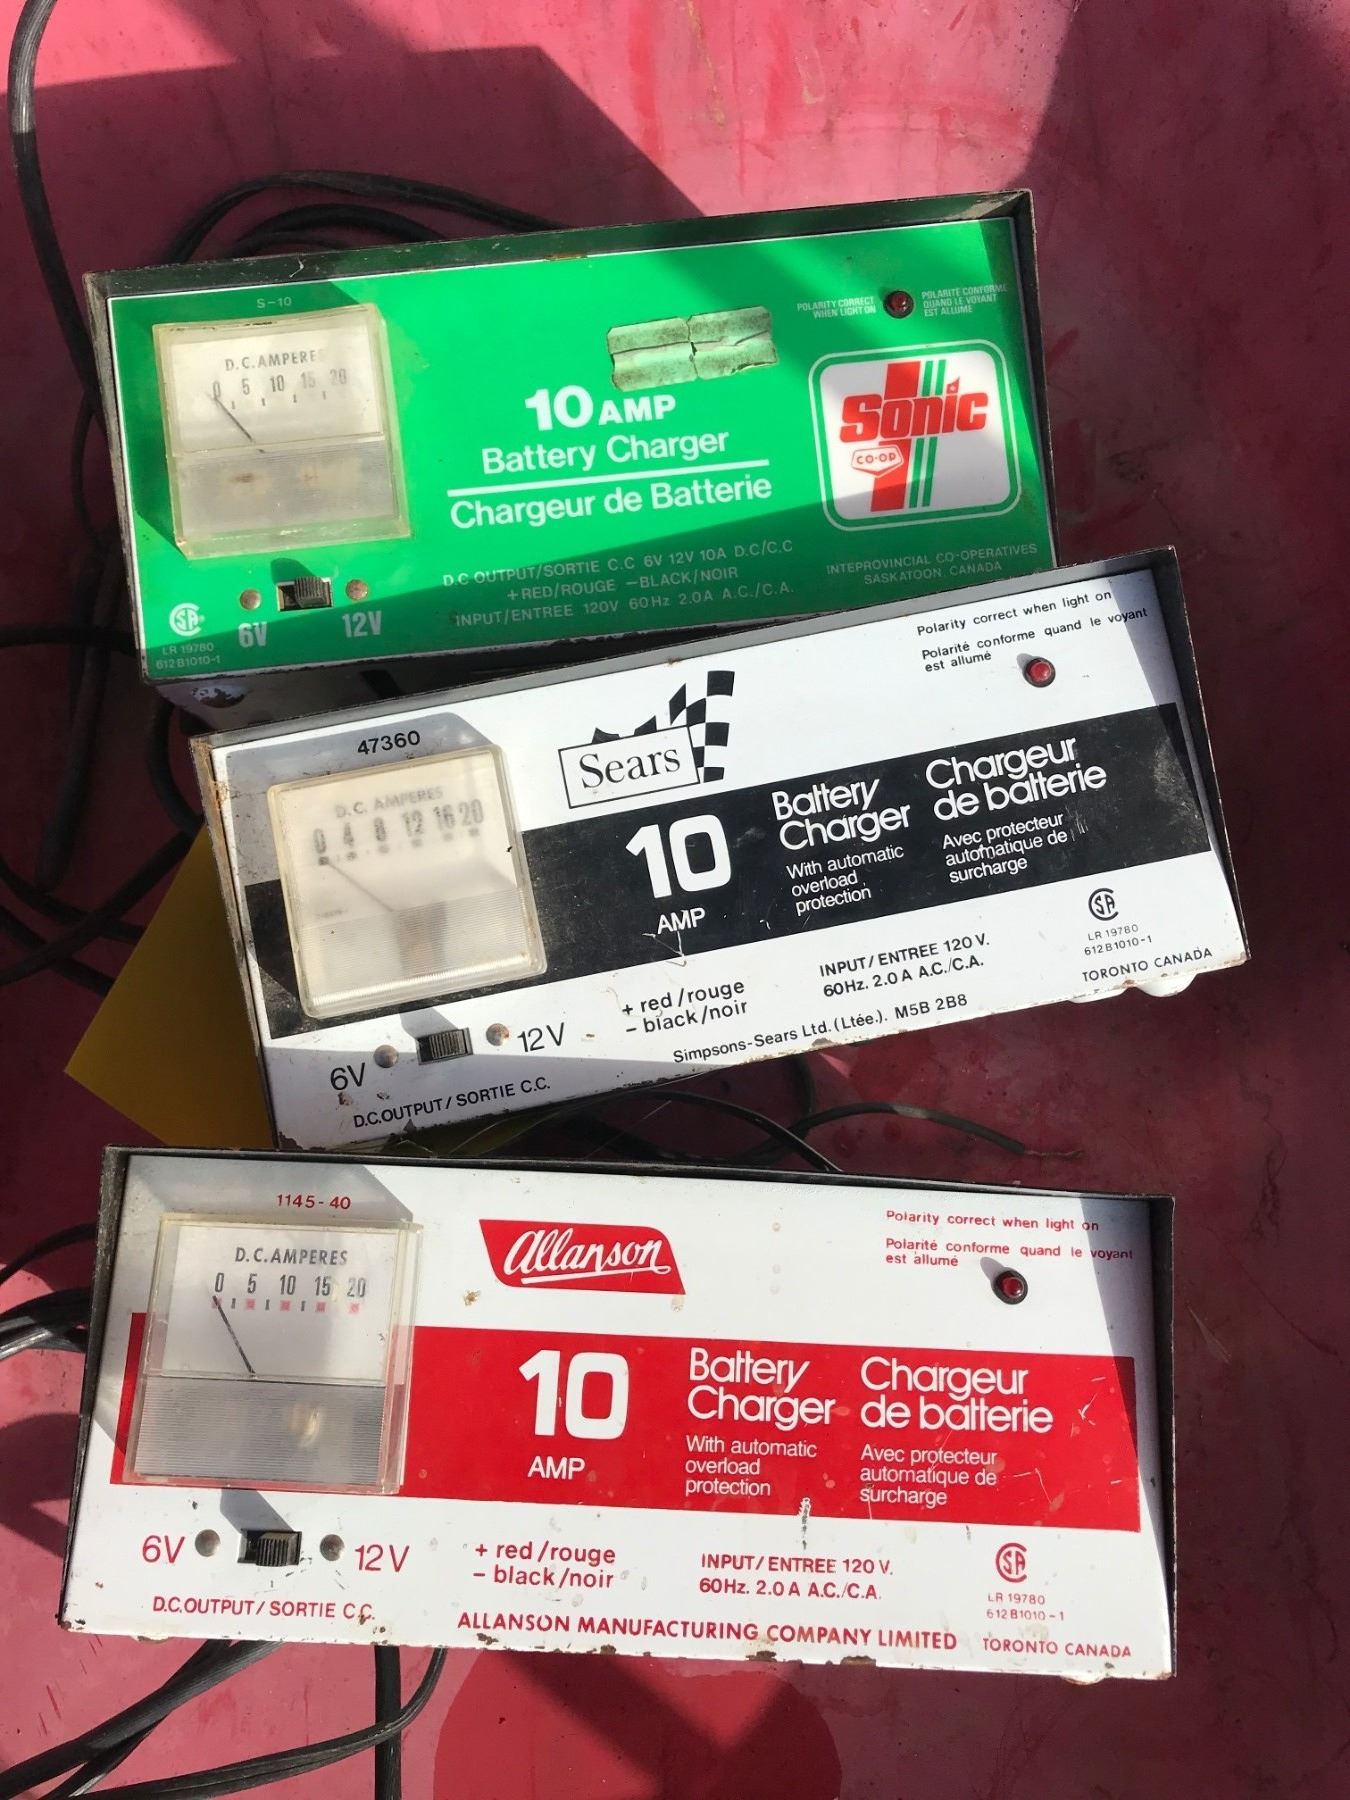 S-10
D.C. AMPERES
0 5 10 15 20
POLARITY CORRECT
WHEN LIGHT ON
POLARITÉ CONFORME
QUAND LE VOYANT
EST ALLUMÉ
10 AMP
Battery Charger
Chargeur de Batterie
Sonic
CO-OP
D.C OUTPUT/SORTIE C.C 6V 12V 10A D.C/C.C
+RED/ROUGE -BLACK/NOIR
INPUT/ENTREE 120V 60Hz 2.0A A.C./C.A.
INTEPROVINCIAL CO-OPERATIVES
SASKATOON CANADA
6V 12V
LR 19780
612B1010-1
47360
D.C. AMPERES
0 4 8 12 16 20
Sears
Polarity correct when light on
Polarité conforme quand le voyant
est allumé
10
AMP
Battery
Charger
With automatic
overload
protection
Chargeur
de batterie
Avec protecteur
automatique de
surcharge
6V 12V
D.C.OUTPUT/ SORTIE C.C.
+ red/rouge
- black/noir
INPUT/ENTREE 120 V.
60Hz. 2.0 A A.C./C.A.
Simpsons-Sears Ltd. (Ltée.). M5B 2B8
LR 19780
612B1010-1
TORONTO CANADA
1145-40
D.C.AMPERES
0 5 10 15 20
allanson
Polarity correct when light on
Polarité conforme quand le voyant
est allumé
10
AMP
Battery
Charger
With automatic
overload
protection
Chargeur
de batterie
Avec protecteur
automatique de
surcharge
6V 12V
D.C.OUTPUT/ SORTIE C.C.
+ red/rouge
- black/noir
INPUT/ENTREE 120 V.
60Hz. 2.0 A A.C./C.A.
LR 19780
612B1010-1
ALLANSON MANUFACTURING COMPANY LIMITED TORONTO CANADA